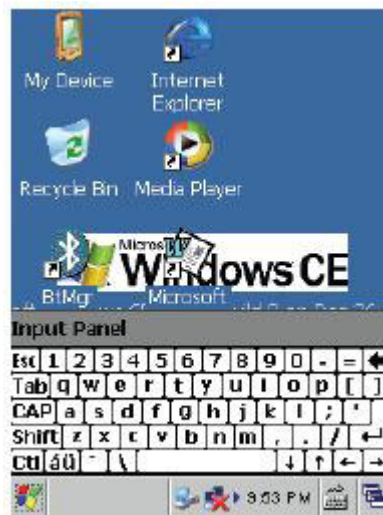 My Device Internet Explorer
Recycle Bin Media Player
Microsoft
Windows CE
BtMgr Microsoft
Input Panel
Esc 1 2 3 4 5 6 7 8 9 0 - =
Tab q w e r t y u i o p [ ]
CAP a s d f g h j k l ; '
Shift z x c v b n m , . /
Ctl áü ` \
9:53 PM